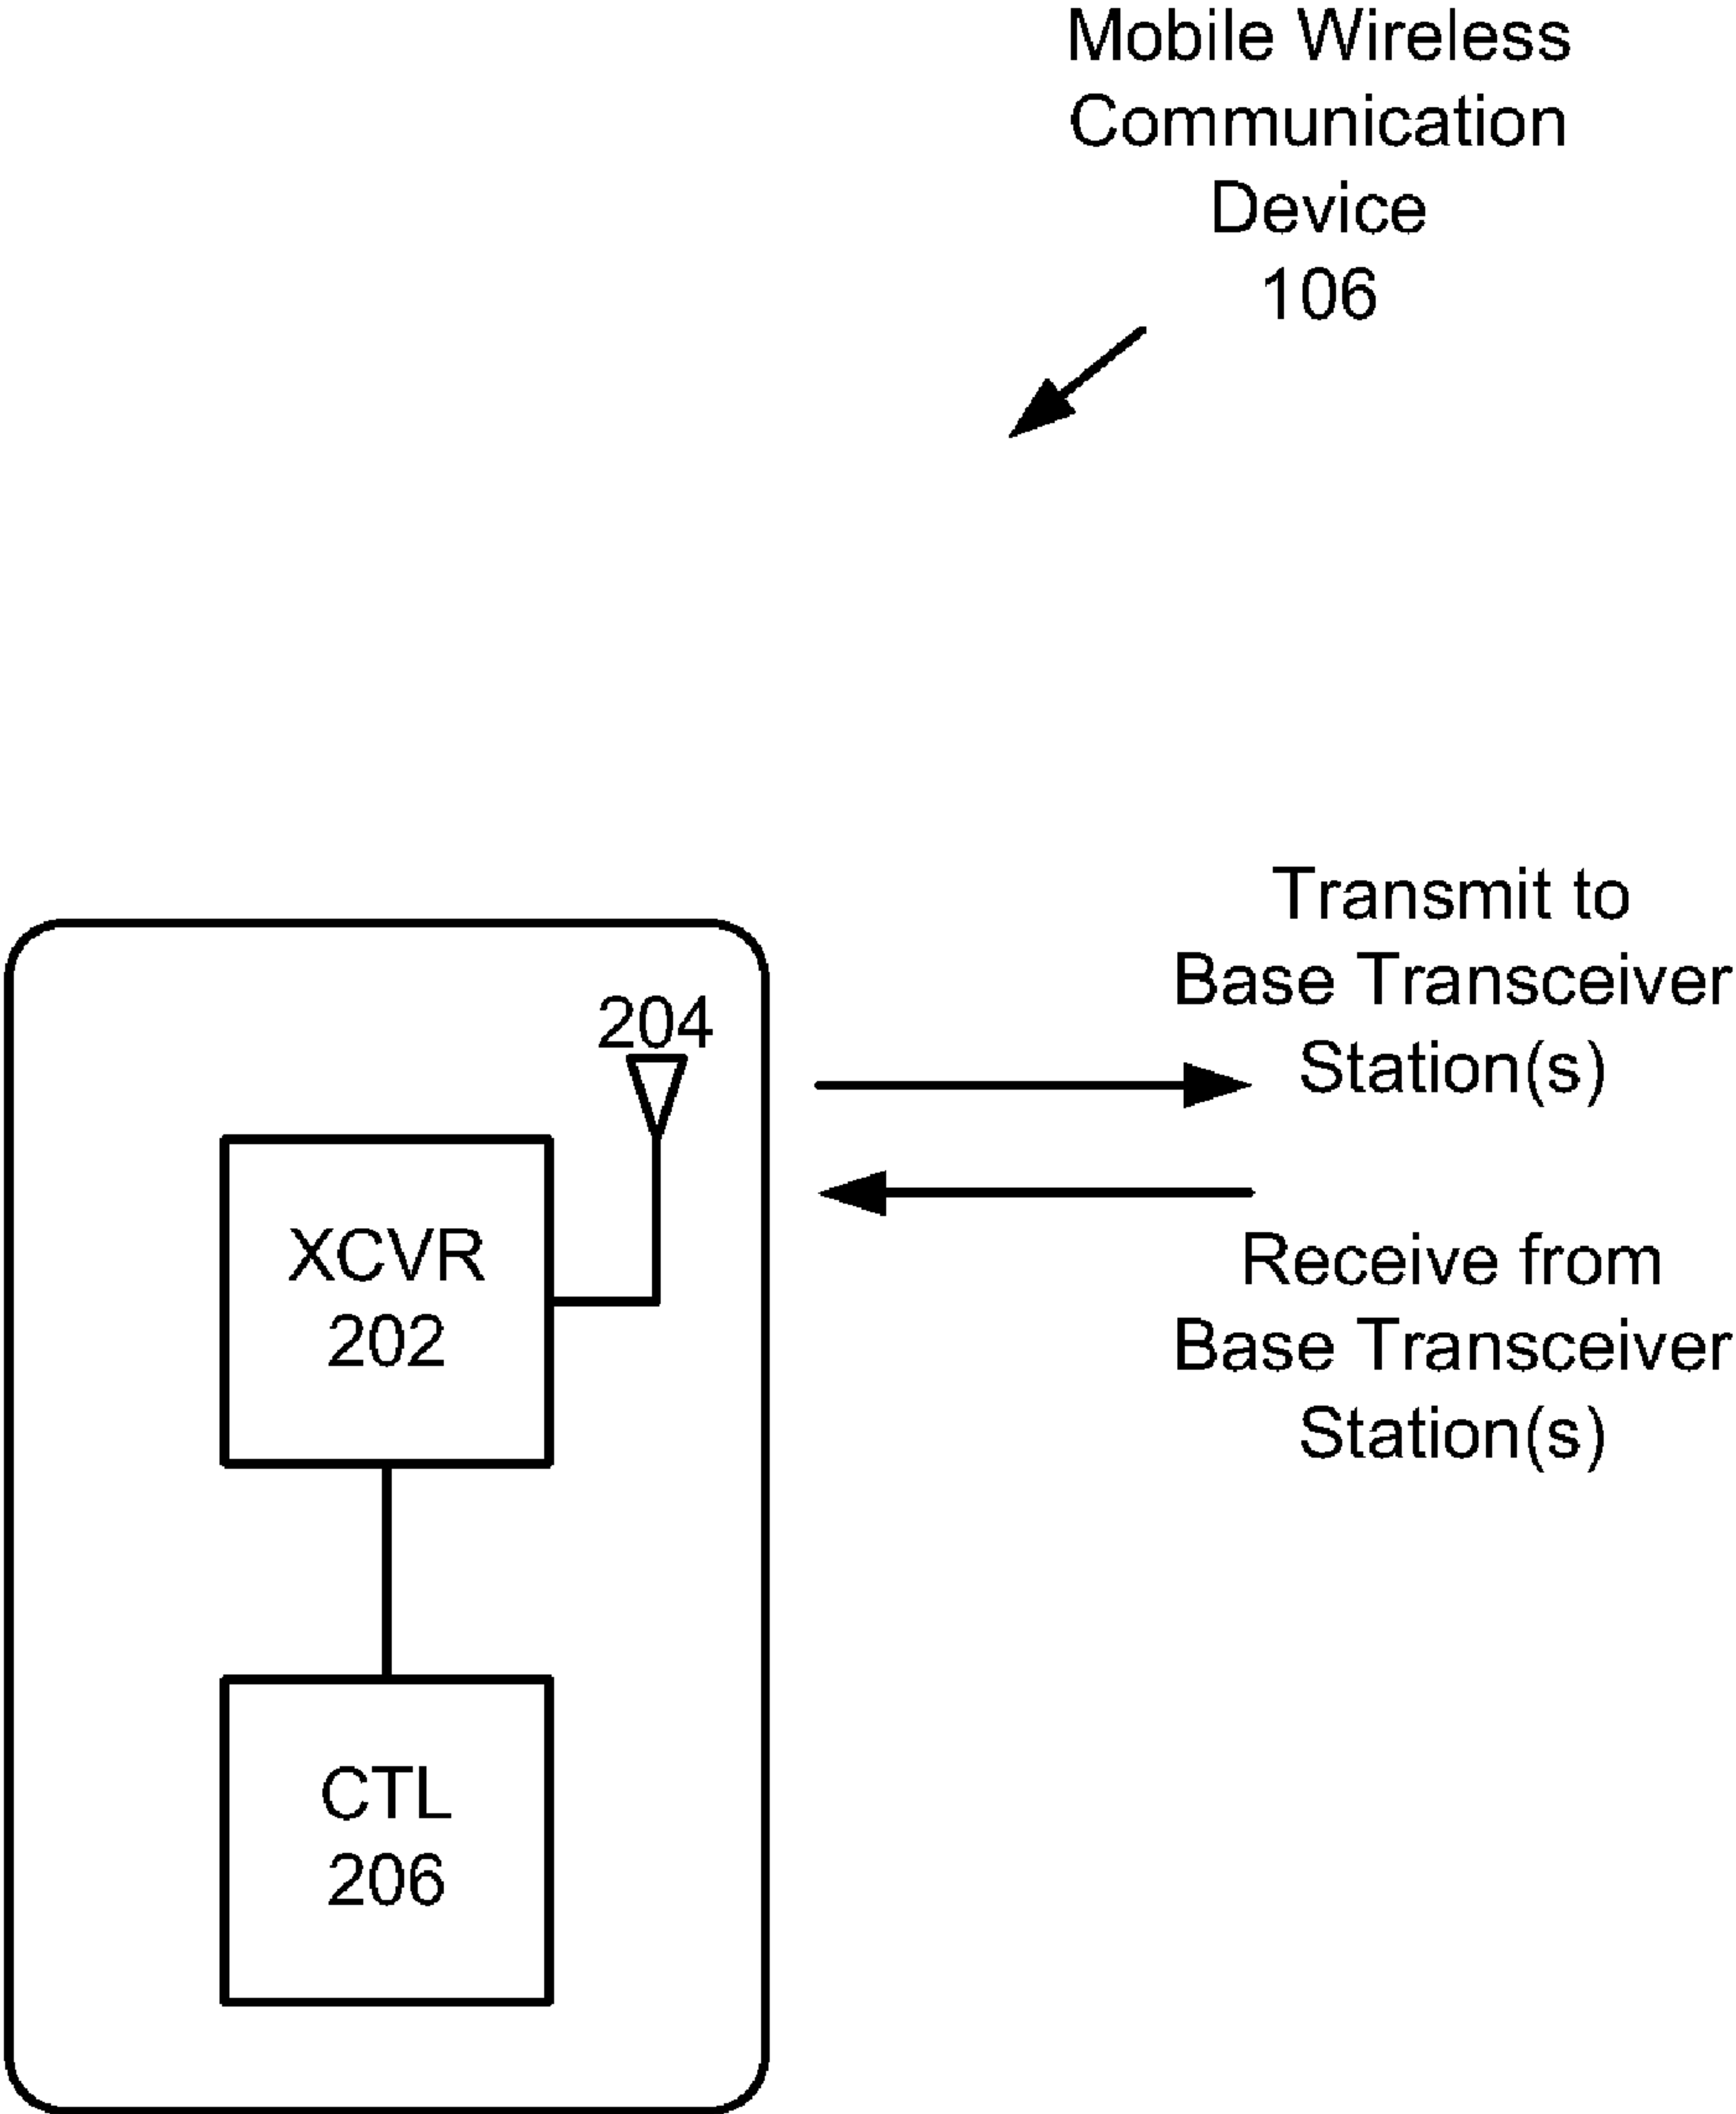 Mobile Wireless
Communication
Device
106
Transmit to
Base Transceiver
Station(s)
204
XCVR
202
Receive from
Base Transceiver
Station(s)
CTL
206